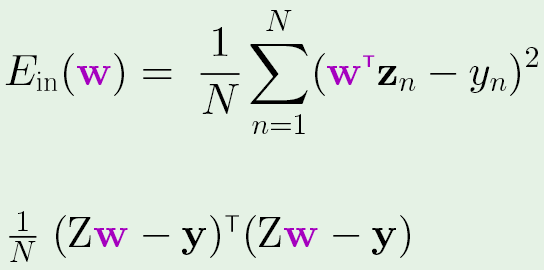 E_in(w) = 1/N ∑_{n=1}^{N} (wᵀz_n − y_n)²
1/N (Zw − y)ᵀ(Zw − y)